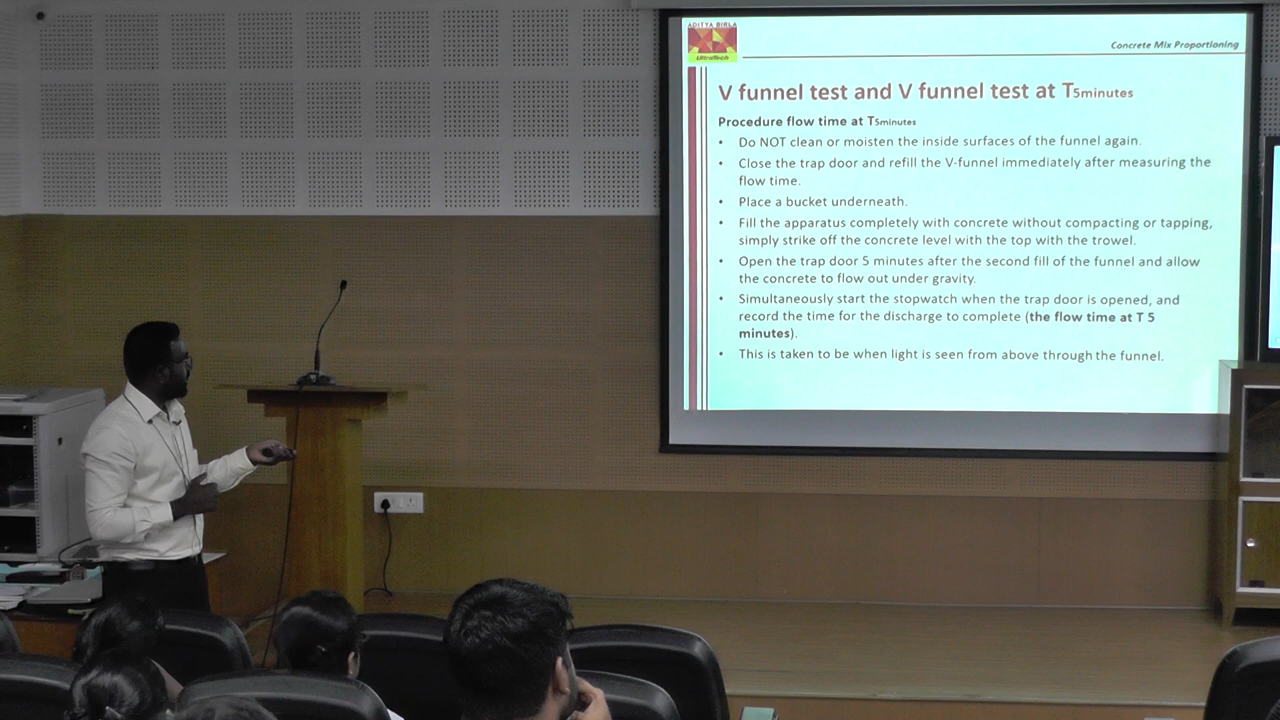 ADITYA BIRLA
UltraTech
Concrete Mix Proportioning
V funnel test and V funnel test at T5minutes
Procedure flow time at T5minutes
• Do NOT clean or moisten the inside surfaces of the funnel again.
• Close the trap door and refill the V-funnel immediately after measuring the
flow time.
• Place a bucket underneath.
• Fill the apparatus completely with concrete without compacting or tapping,
simply strike off the concrete level with the top with the trowel.
• Open the trap door 5 minutes after the second fill of the funnel and allow
the concrete to flow out under gravity.
• Simultaneously start the stopwatch when the trap door is opened, and
record the time for the discharge to complete (the flow time at T 5
minutes).
• This is taken to be when light is seen from above through the funnel.